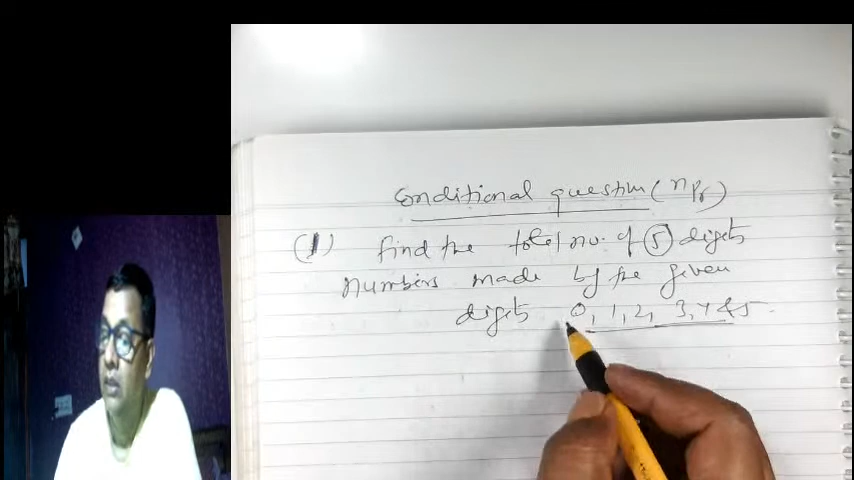 Conditional question (nPr)
(1) find the total no. of 5 digits
numbers made by the given
digits 0, 1, 2, 3, 4 & 5.